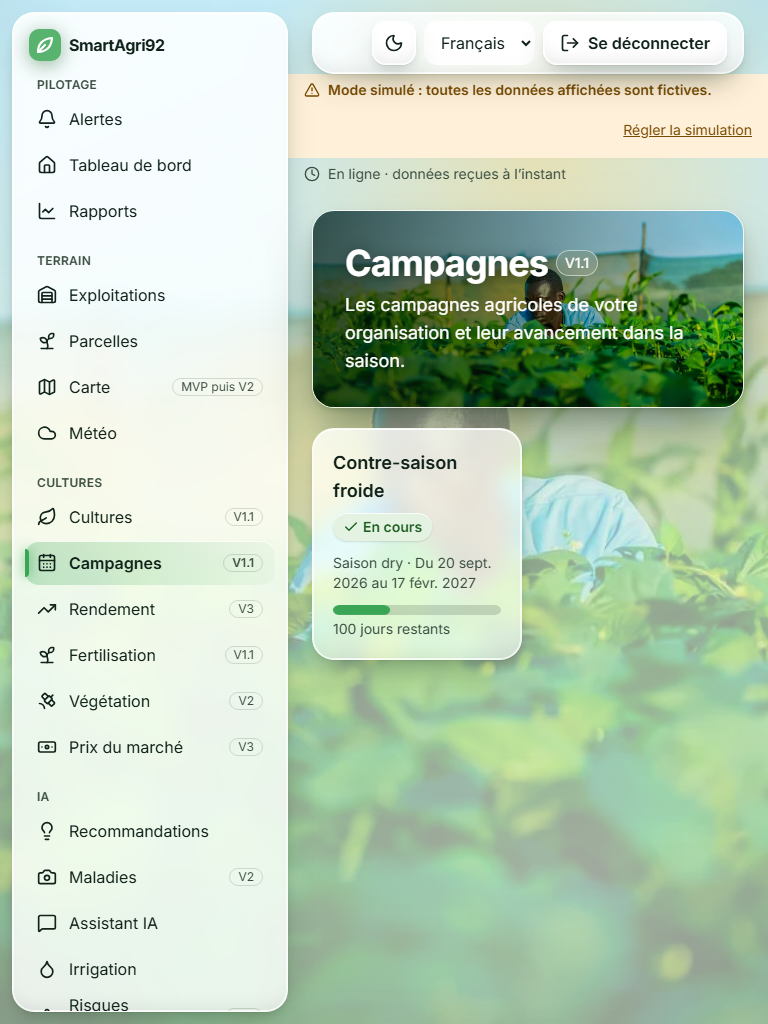 SmartAgri92
PILOTAGE
Alertes
Tableau de bord
Rapports
TERRAIN
Exploitations
Parcelles
Carte MVP puis V2
Météo
CULTURES
Cultures V1.1
Campagnes V1.1
Rendement V3
Fertilisation V1.1
Végétation V2
Prix du marché V3
IA
Recommandations
Maladies V2
Assistant IA
Irrigation
Risques
Français Se déconnecter
Mode simulé : toutes les données affichées sont fictives.
Régler la simulation
En ligne · données reçues à l’instant
Campagnes V1.1
Les campagnes agricoles de votre
organisation et leur avancement dans la
saison.
Contre-saison
froide
En cours
Saison dry · Du 20 sept.
2026 au 17 févr. 2027
100 jours restants